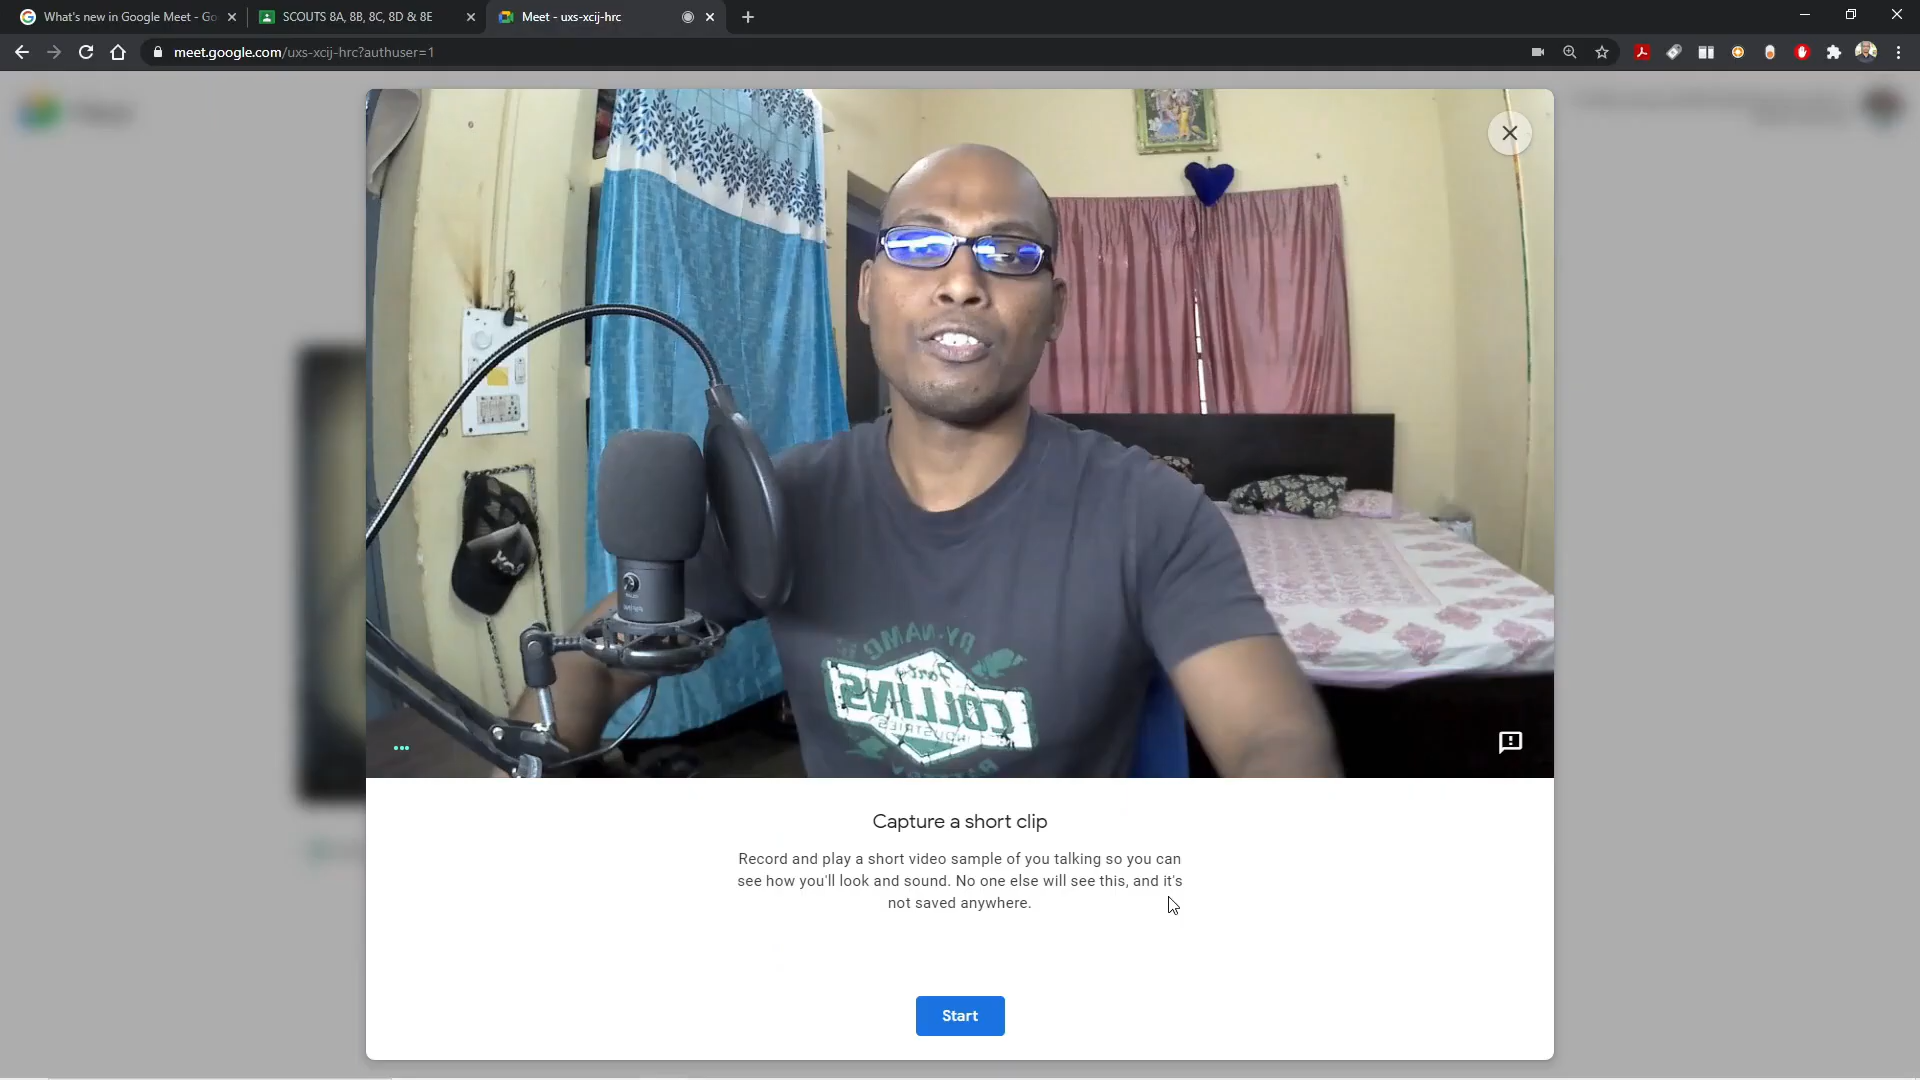 What's new in Google Meet - Go
SCOUTS 8A, 8B, 8C, 8D & 8E
Meet - uxs-xcij-hrc
meet.google.com/uxs-xcij-hrc?authuser=1
COLLINS
INDUSTRIES
Capture a short clip
Record and play a short video sample of you talking so you can
see how you'll look and sound. No one else will see this, and it's
not saved anywhere.
Start